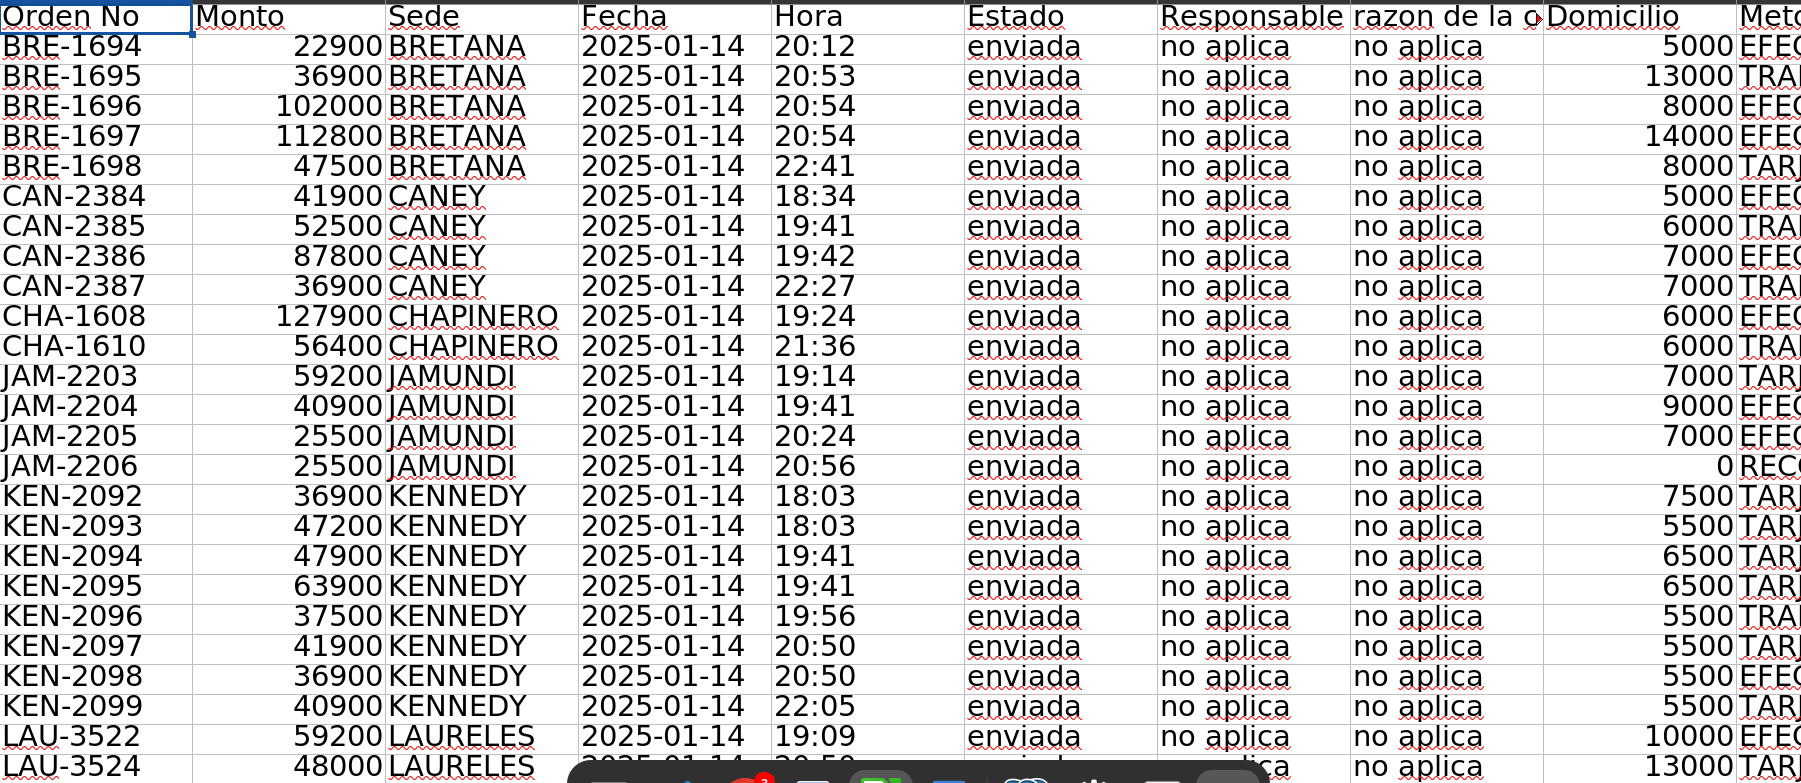 Orden No Monto Sede Fecha Hora Estado Responsable razon de la c Domicilio Meto
BRE-1694 22900 BRETANA 2025-01-14 20:12 enviada no aplica no aplica 5000 EFEC
BRE-1695 36900 BRETANA 2025-01-14 20:53 enviada no aplica no aplica 13000 TRAN
BRE-1696 102000 BRETANA 2025-01-14 20:54 enviada no aplica no aplica 8000 EFEC
BRE-1697 112800 BRETANA 2025-01-14 20:54 enviada no aplica no aplica 14000 EFEC
BRE-1698 47500 BRETANA 2025-01-14 22:41 enviada no aplica no aplica 8000 TARJ
CAN-2384 41900 CANEY 2025-01-14 18:34 enviada no aplica no aplica 5000 EFEC
CAN-2385 52500 CANEY 2025-01-14 19:41 enviada no aplica no aplica 6000 TRAN
CAN-2386 87800 CANEY 2025-01-14 19:42 enviada no aplica no aplica 7000 EFEC
CAN-2387 36900 CANEY 2025-01-14 22:27 enviada no aplica no aplica 7000 TRAN
CHA-1608 127900 CHAPINERO 2025-01-14 19:24 enviada no aplica no aplica 6000 EFEC
CHA-1610 56400 CHAPINERO 2025-01-14 21:36 enviada no aplica no aplica 6000 TRAN
JAM-2203 59200 JAMUNDI 2025-01-14 19:14 enviada no aplica no aplica 7000 TARJ
JAM-2204 40900 JAMUNDI 2025-01-14 19:41 enviada no aplica no aplica 9000 EFEC
JAM-2205 25500 JAMUNDI 2025-01-14 20:24 enviada no aplica no aplica 7000 EFEC
JAM-2206 25500 JAMUNDI 2025-01-14 20:56 enviada no aplica no aplica 0 RECO
KEN-2092 36900 KENNEDY 2025-01-14 18:03 enviada no aplica no aplica 7500 TARJ
KEN-2093 47200 KENNEDY 2025-01-14 18:03 enviada no aplica no aplica 5500 TARJ
KEN-2094 47900 KENNEDY 2025-01-14 19:41 enviada no aplica no aplica 6500 TARJ
KEN-2095 63900 KENNEDY 2025-01-14 19:41 enviada no aplica no aplica 6500 TARJ
KEN-2096 37500 KENNEDY 2025-01-14 19:56 enviada no aplica no aplica 5500 TRAN
KEN-2097 41900 KENNEDY 2025-01-14 20:50 enviada no aplica no aplica 5500 TARJ
KEN-2098 36900 KENNEDY 2025-01-14 20:50 enviada no aplica no aplica 5500 EFEC
KEN-2099 40900 KENNEDY 2025-01-14 22:05 enviada no aplica no aplica 5500 TARJ
LAU-3522 59200 LAURELES 2025-01-14 19:09 enviada no aplica no aplica 10000 EFEC
LAU-3524 48000 LAURELES no aplica 13000 TARJ